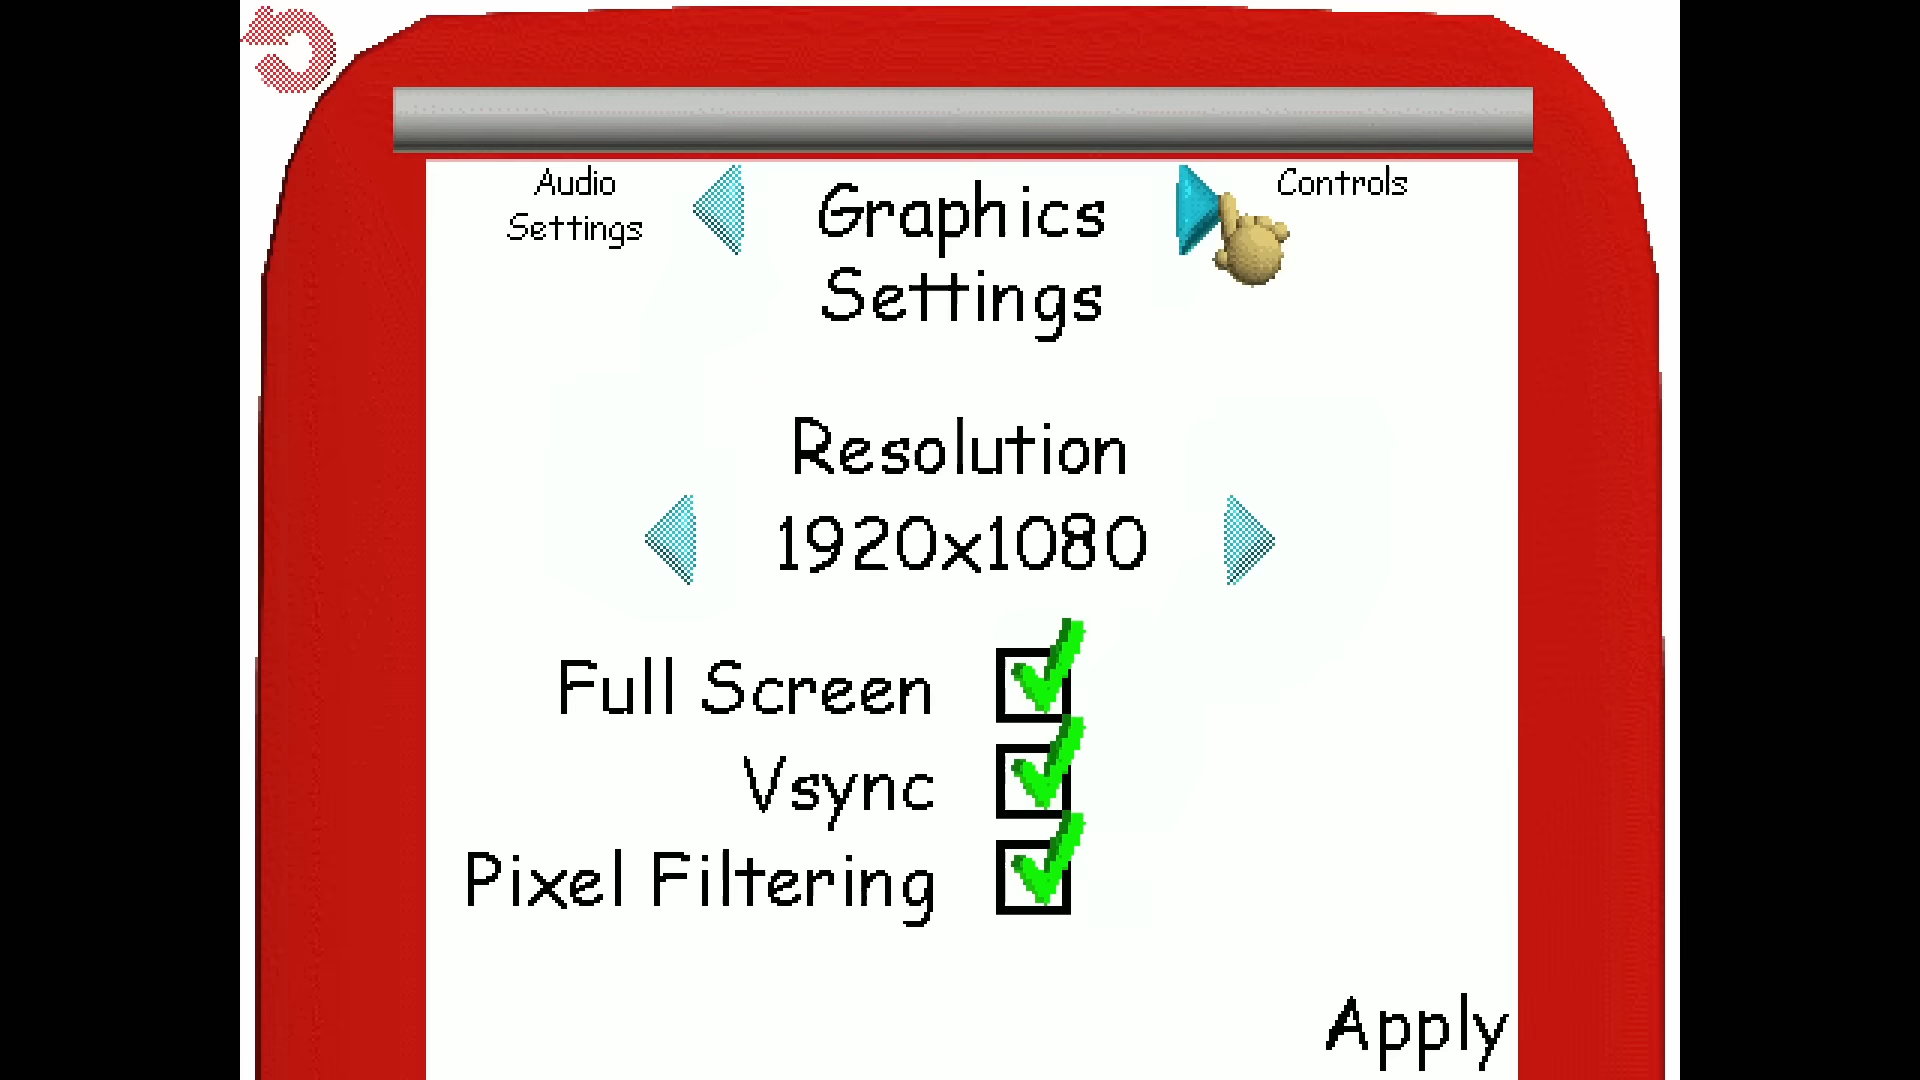 Audio
Settings
Graphics
Settings
Controls
Resolution
1920x1080
Full Screen
Vsync
Pixel Filtering
Apply